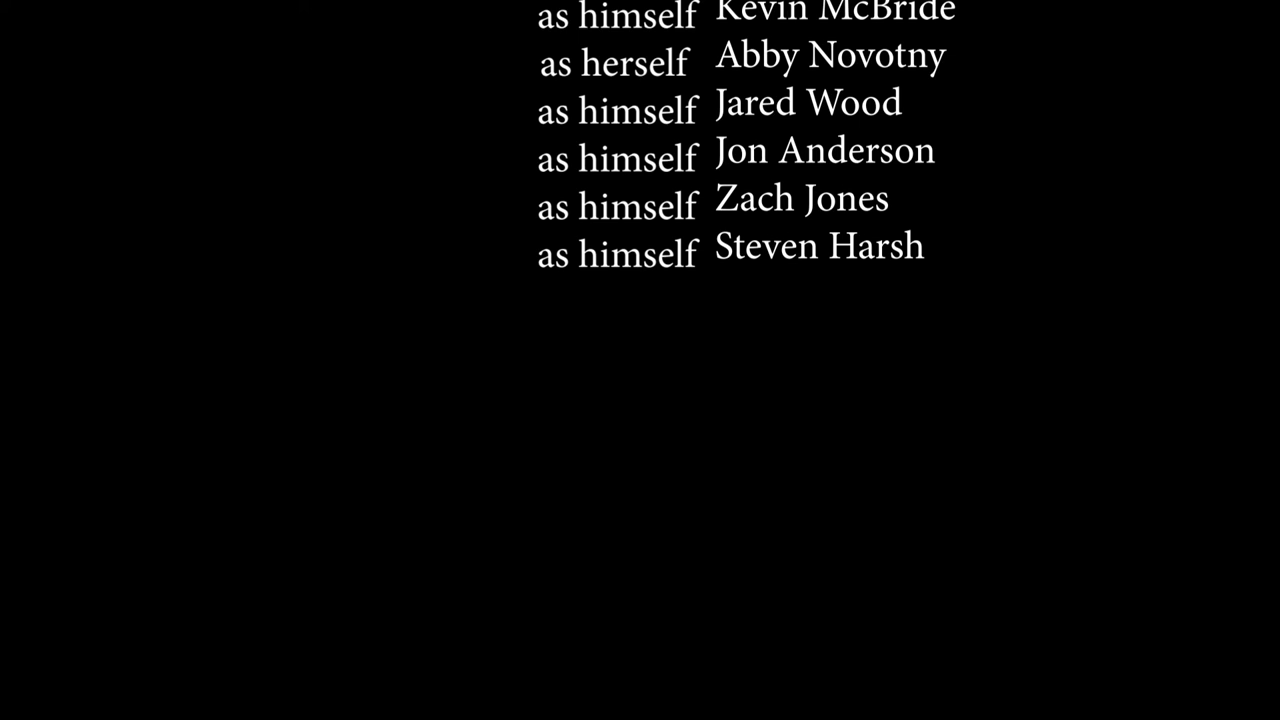 as himself Kevin McBride
as herself Abby Novotny
as himself Jared Wood
as himself Jon Anderson
as himself Zach Jones
as himself Steven Harsh